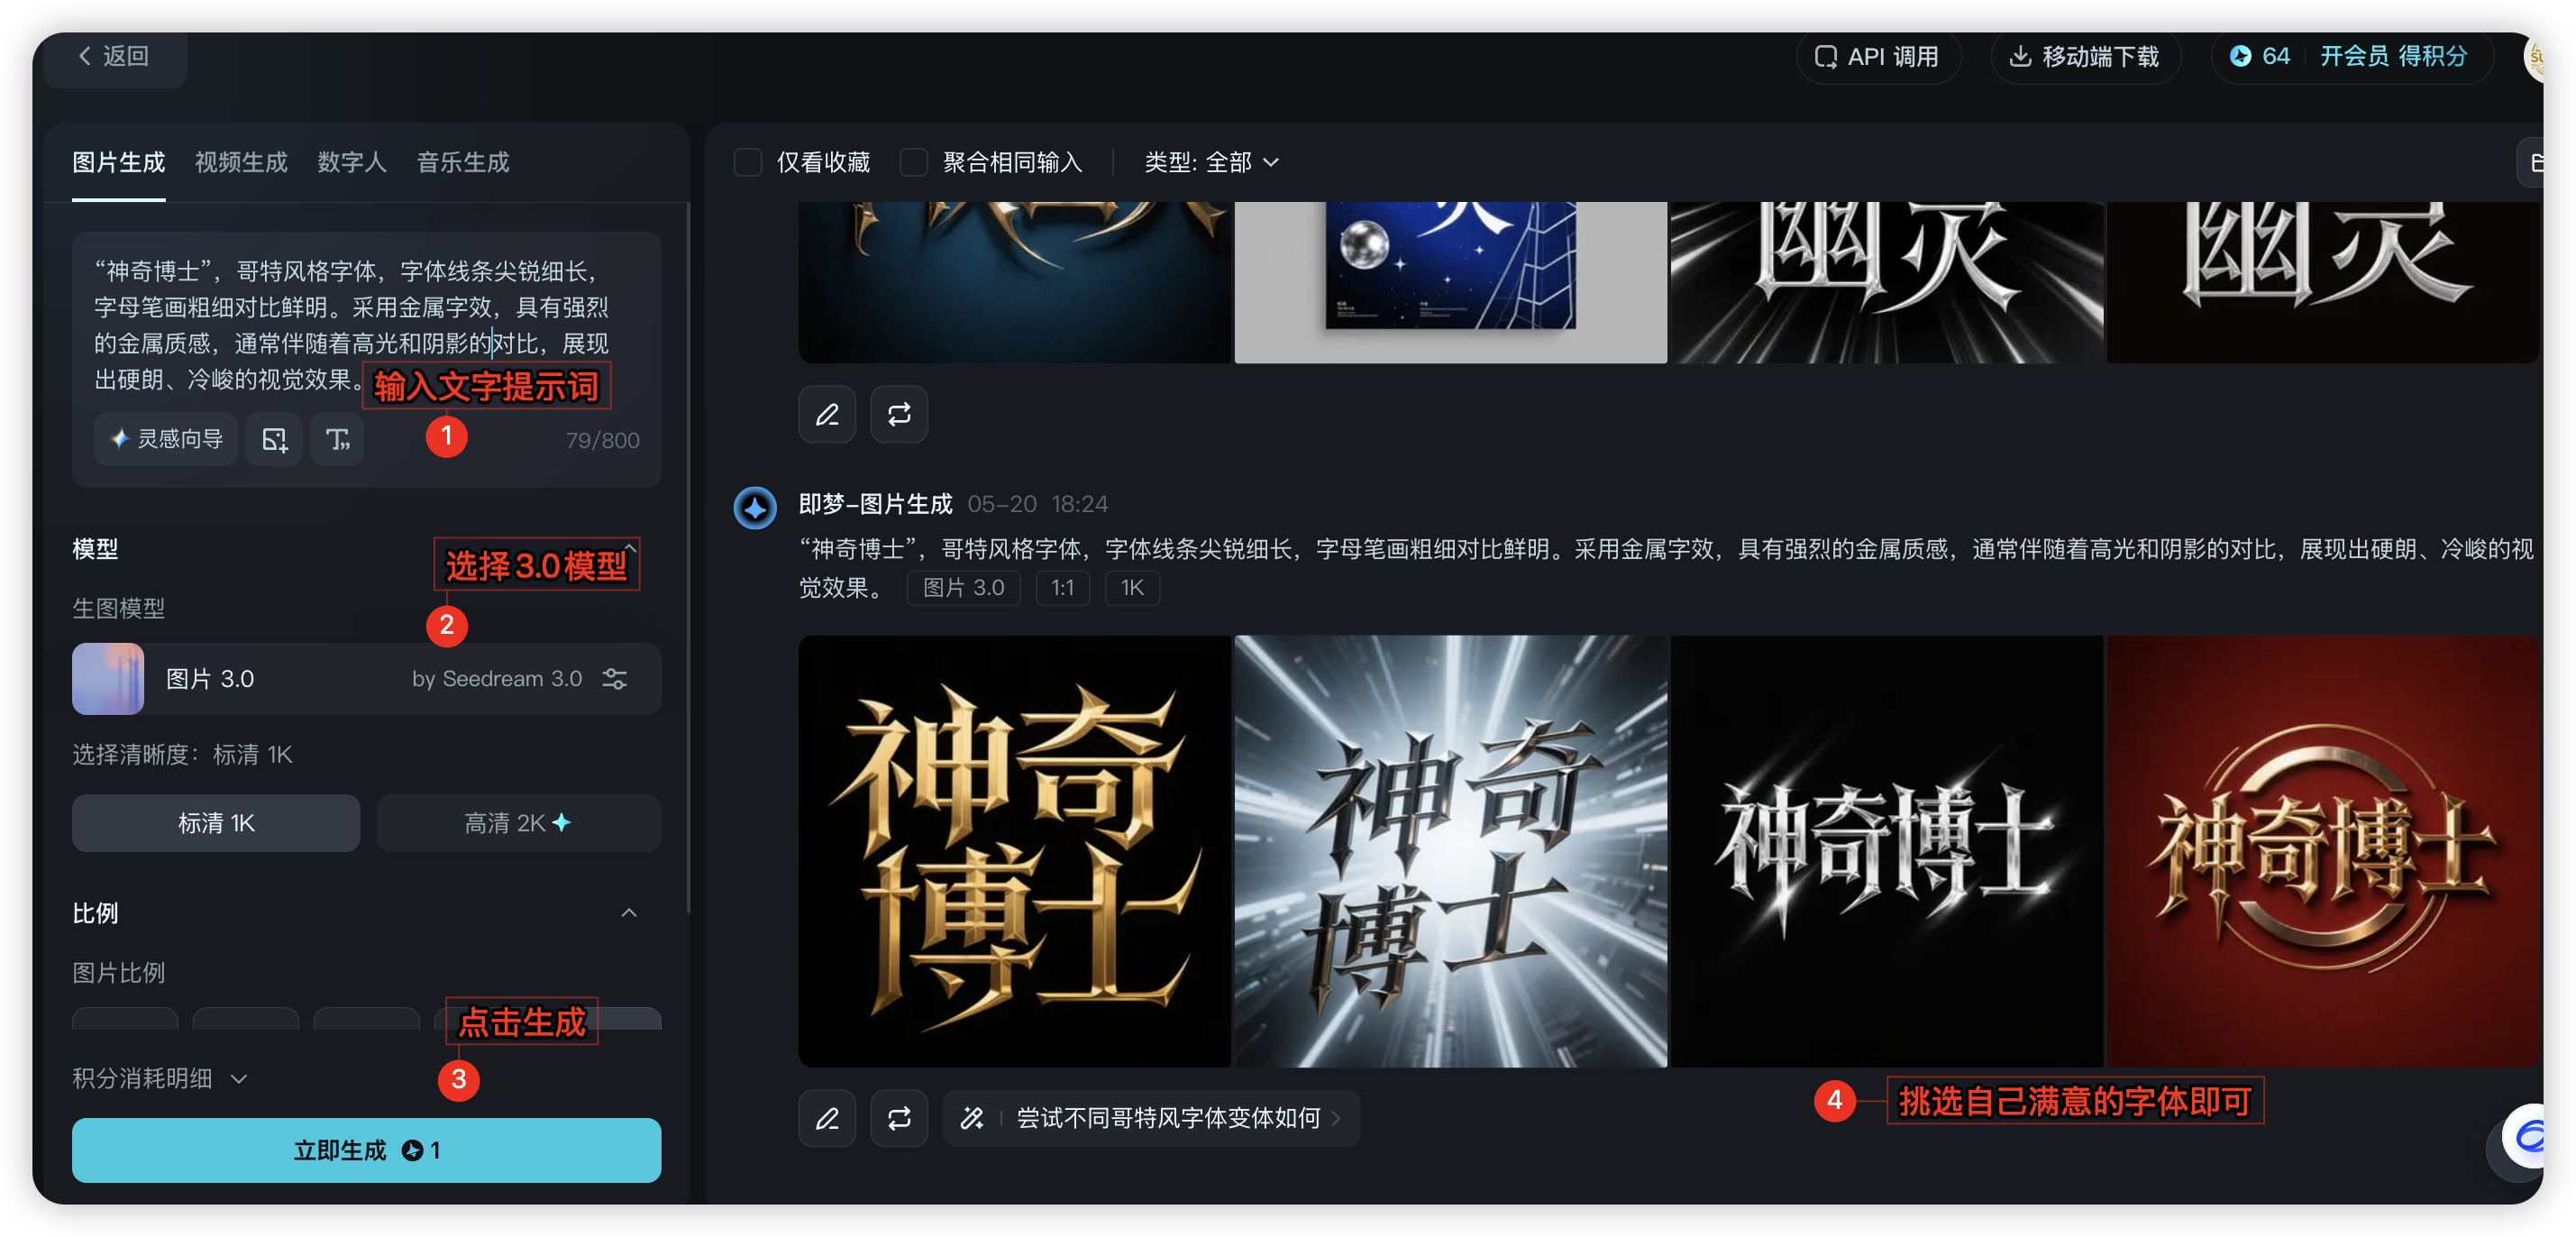 返回
API 调用
移动端下载
64
开会员 得积分
图片生成
视频生成
数字人
音乐生成
“神奇博士”，哥特风格字体，字体线条尖锐细长，
字母笔画粗细对比鲜明。采用金属字效，具有强烈
的金属质感，通常伴随着高光和阴影的对比，展现
出硬朗、冷峻的视觉效果。
输入文字提示词
1
灵感向导
79/800
模型
选择3.0模型
2
生图模型
图片 3.0
by Seedream 3.0
选择清晰度：标清 1K
标清 1K
高清 2K
比例
图片比例
点击生成
3
积分消耗明细
立即生成
1
仅看收藏
聚合相同输入
类型: 全部
幽灵
幽灵
即梦-图片生成
05-20 18:24
“神奇博士”，哥特风格字体，字体线条尖锐细长，字母笔画粗细对比鲜明。采用金属字效，具有强烈的金属质感，通常伴随着高光和阴影的对比，展现出硬朗、冷峻的视
觉效果。
图片 3.0
1:1
1K
神奇
博士
神奇
博士
神奇博士
神奇博士
尝试不同哥特风字体变体如何
4
挑选自己满意的字体即可